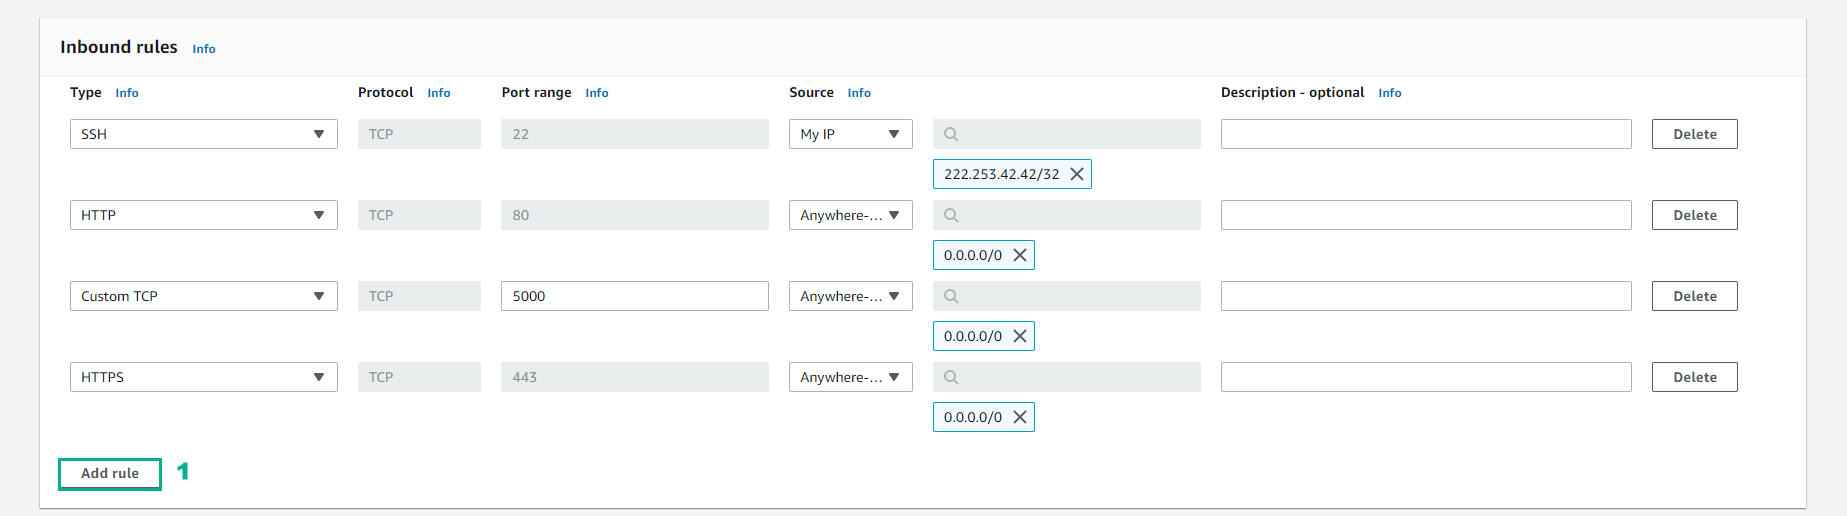 Inbound rules Info
Type Info Protocol Info Port range Info Source Info Description - optional Info
SSH TCP 22 My IP Delete
222.253.42.42/32
HTTP TCP 80 Anywhere-... Delete
0.0.0.0/0
Custom TCP TCP 5000 Anywhere-... Delete
0.0.0.0/0
HTTPS TCP 443 Anywhere-... Delete
0.0.0.0/0
Add rule 1